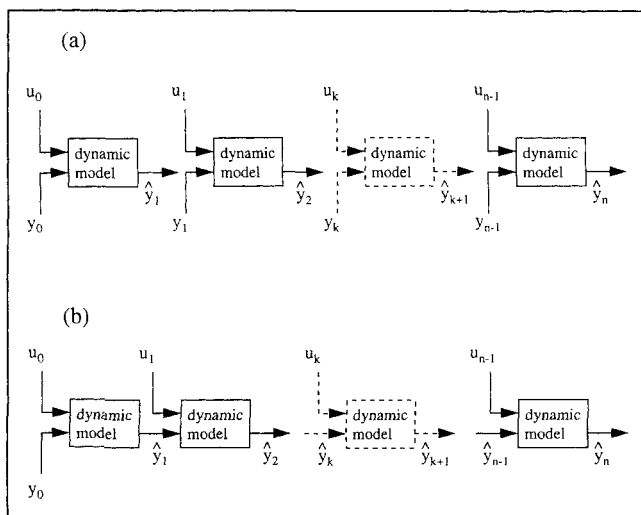 (a)
u₀ u₁ uₖ uₙ₋₁
dynamic model dynamic model dynamic model dynamic model
ŷ₁ ŷ₂ ŷₖ₊₁ ŷₙ
y₀ y₁ yₖ yₙ₋₁
(b)
u₀ u₁ uₖ uₙ₋₁
dynamic model dynamic model dynamic model dynamic model
ŷ₁ ŷ₂ ŷₖ ŷₖ₊₁ ŷₙ₋₁ ŷₙ
y₀